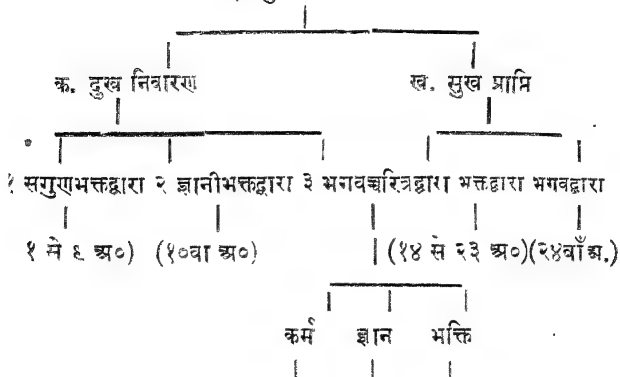 क. दुख निवारण ख. सुख प्राप्ति
१ सगुणभक्तद्वारा २ ज्ञानीभक्तद्वारा ३ भगवच्चरित्रद्वारा भक्तद्वारा भगवद्वारा
१ से ६ अ०) (१०वा अ०) (१४ से २३ अ०)(२४वाँ अ.)
कर्म ज्ञान भक्ति